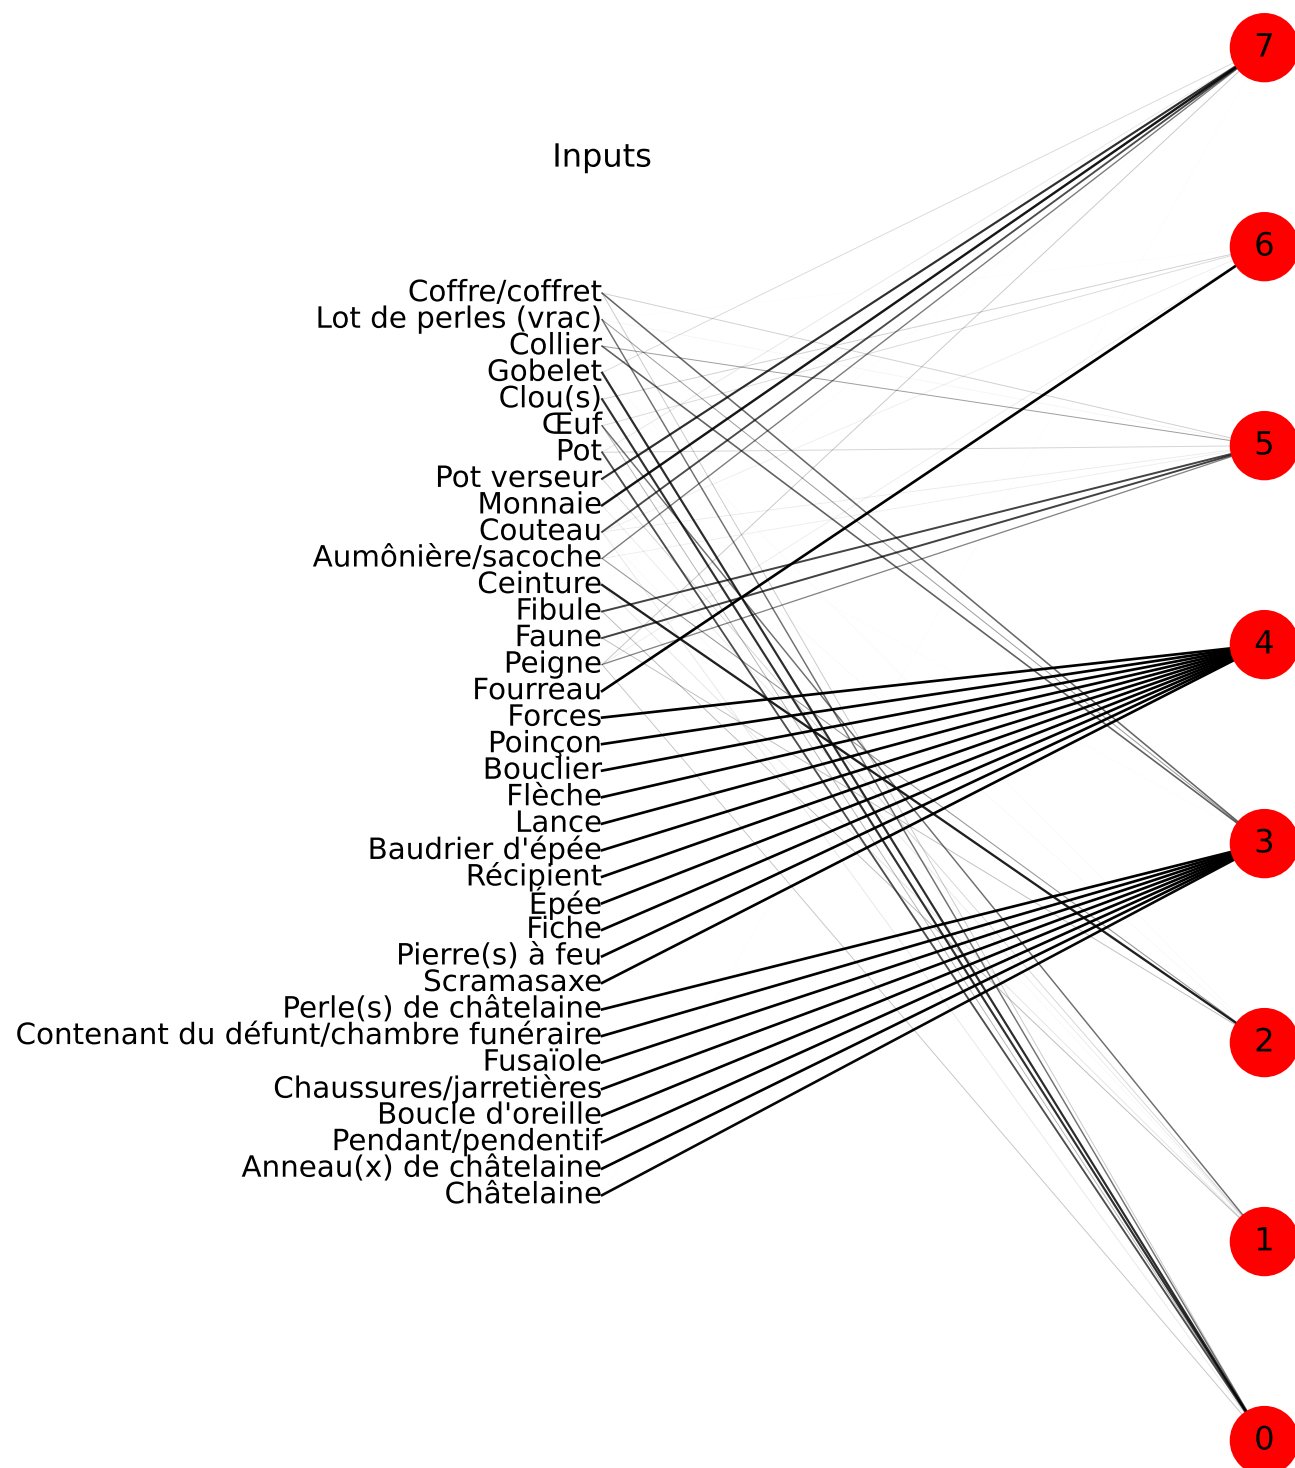 7
Inputs
6
Coffre/coffret
Lot de perles (vrac)
Collier
Gobelet
Clou(s)
Œuf
5
Pot
Pot verseur
Monnaie
Couteau
Aumônière/sacoche
Ceinture
Fibule
Faune
4
Peigne
Fourreau
Forces
Poinçon
Bouclier
Flèche
Lance
3
Baudrier d'épée
Récipient
Épée
Fiche
Pierre(s) à feu
Scramasaxe
Perle(s) de châtelaine
Contenant du défunt/chambre funéraire
2
Fusaïole
Chaussures/jarretières
Boucle d'oreille
Pendant/pendentif
Anneau(x) de châtelaine
Châtelaine
1
0